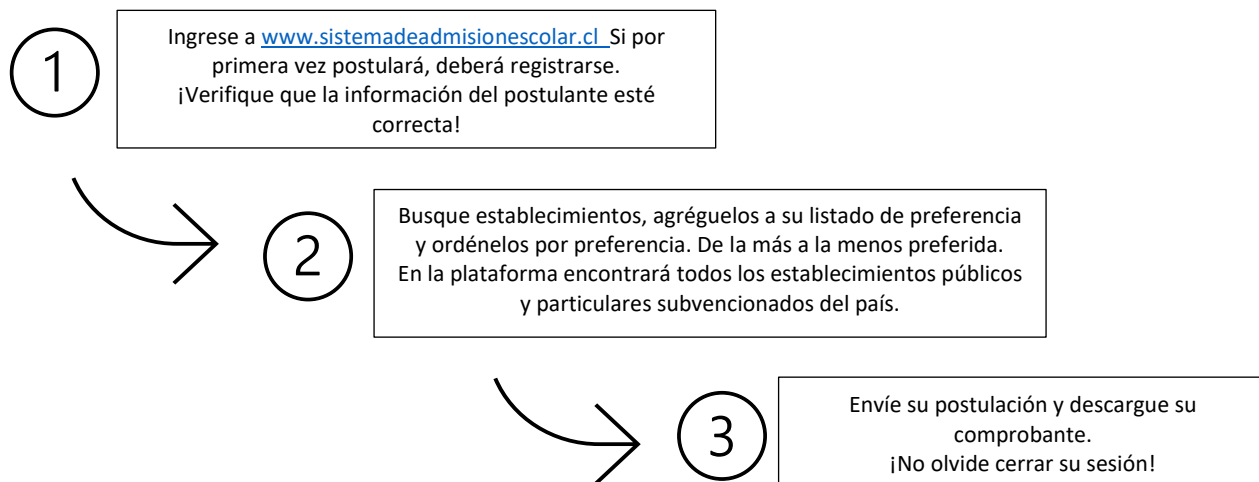 1
Ingrese a www.sistemadeadmisionescolar.cl Si por
primera vez postulará, deberá registrarse.
¡Verifique que la información del postulante esté
correcta!
2
Busque establecimientos, agréguelos a su listado de preferencia
y ordénelos por preferencia. De la más a la menos preferida.
En la plataforma encontrará todos los establecimientos públicos
y particulares subvencionados del país.
3
Envíe su postulación y descargue su
comprobante.
¡No olvide cerrar su sesión!